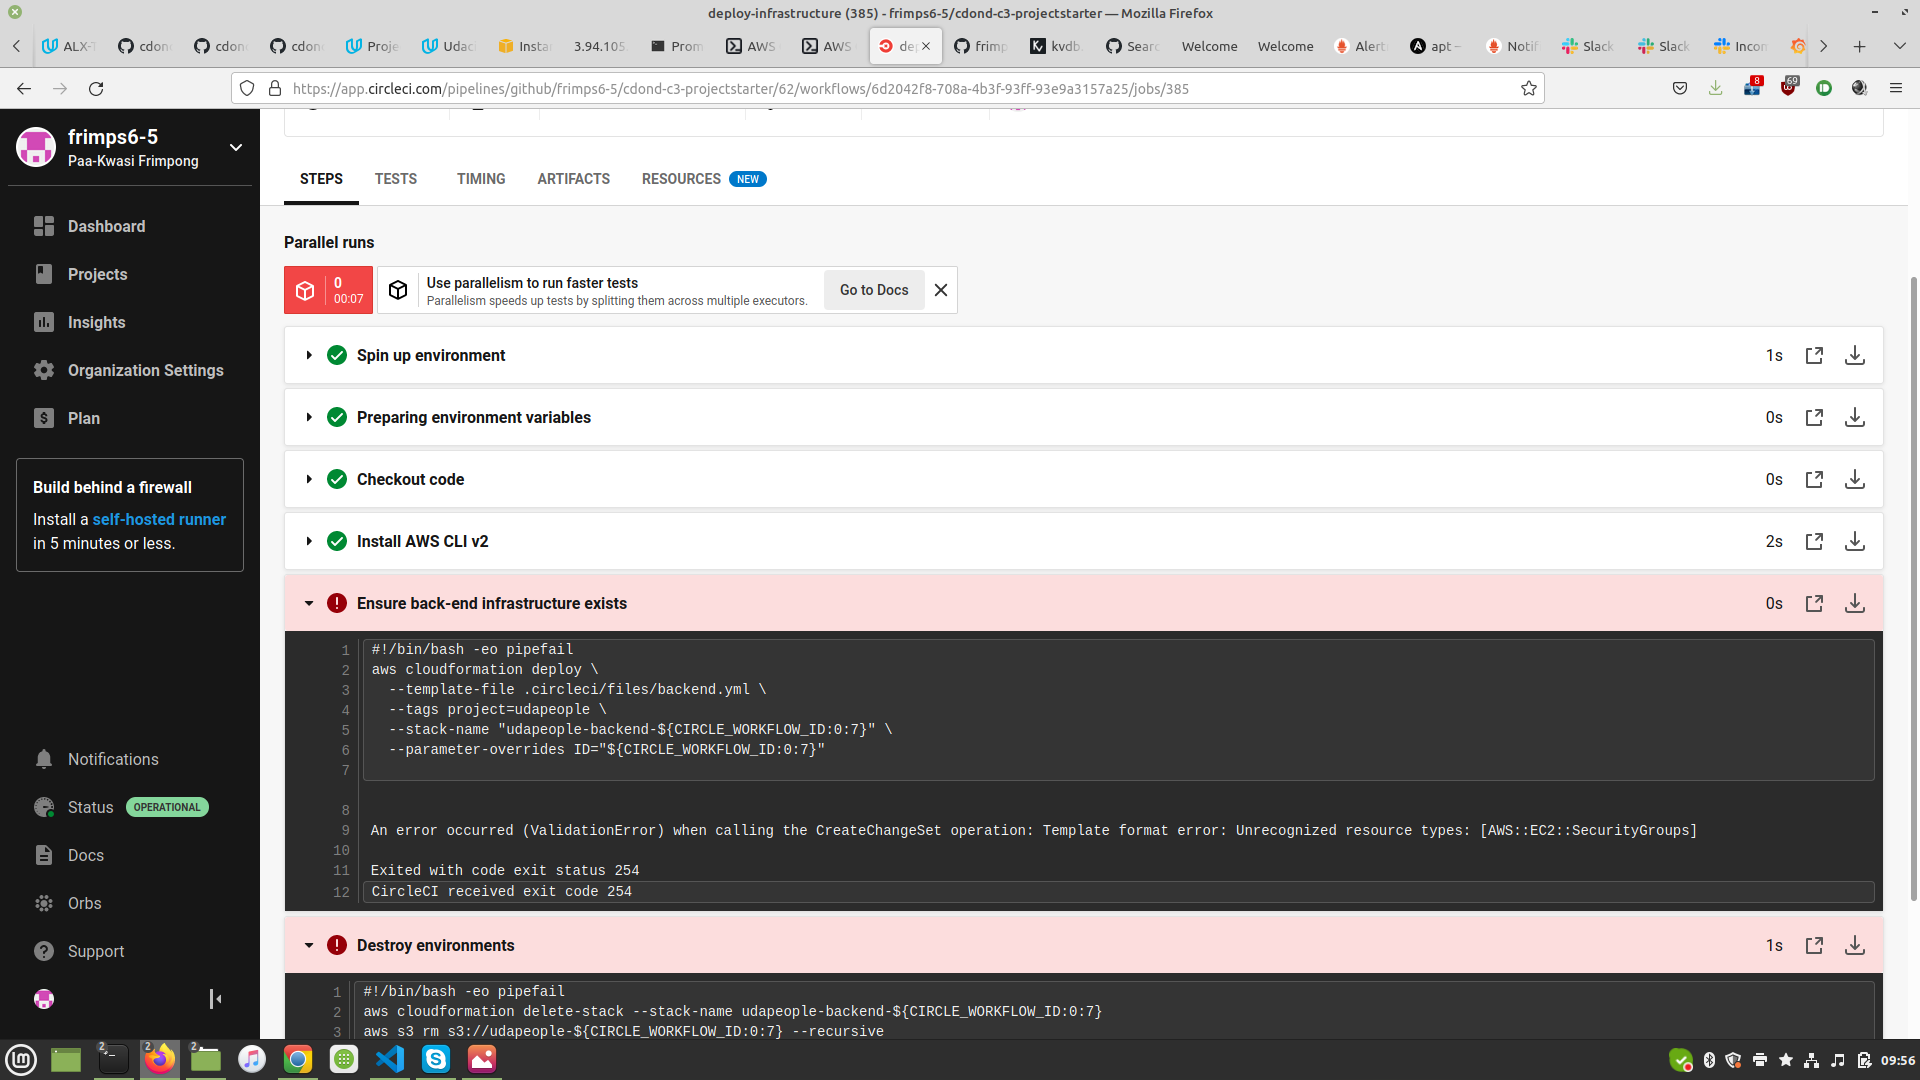 deploy-infrastructure (385) - frimps6-5/cdond-c3-projectstarter — Mozilla Firefox
ALX-T
cdon
cdon
cdon
Proje
Udac
Insta
3.94.105
Prom
AWS
AWS
dep
frimp
kvdb.
Searc
Welcome
Welcome
Alert
apt –
Notif
Slack
Slack
Incon
https://app.circleci.com/pipelines/github/frimps6-5/cdond-c3-projectstarter/62/workflows/6d2042f8-708a-4b3f-93ff-93e9a3157a25/jobs/385
8
69
frimps6-5
Paa-Kwasi Frimpong
Dashboard
Projects
Insights
Organization Settings
Plan
Build behind a firewall
Install a self-hosted runner
in 5 minutes or less.
Notifications
Status OPERATIONAL
Docs
Orbs
Support
STEPS TESTS TIMING ARTIFACTS RESOURCES NEW
Parallel runs
0
00:07
Use parallelism to run faster tests
Parallelism speeds up tests by splitting them across multiple executors.
Go to Docs
Spin up environment 1s
Preparing environment variables 0s
Checkout code 0s
Install AWS CLI v2 2s
Ensure back-end infrastructure exists 0s
1 #!/bin/bash -eo pipefail
2 aws cloudformation deploy \
3 --template-file .circleci/files/backend.yml \
4 --tags project=udapeople \
5 --stack-name "udapeople-backend-${CIRCLE_WORKFLOW_ID:0:7}" \
6 --parameter-overrides ID="${CIRCLE_WORKFLOW_ID:0:7}"
7
8
9 An error occurred (ValidationError) when calling the CreateChangeSet operation: Template format error: Unrecognized resource types: [AWS::EC2::SecurityGroups]
10
11 Exited with code exit status 254
12 CircleCI received exit code 254
Destroy environments 1s
1 #!/bin/bash -eo pipefail
2 aws cloudformation delete-stack --stack-name udapeople-backend-${CIRCLE_WORKFLOW_ID:0:7}
3 aws s3 rm s3://udapeople-${CIRCLE_WORKFLOW_ID:0:7} --recursive
2
2
2
09:56